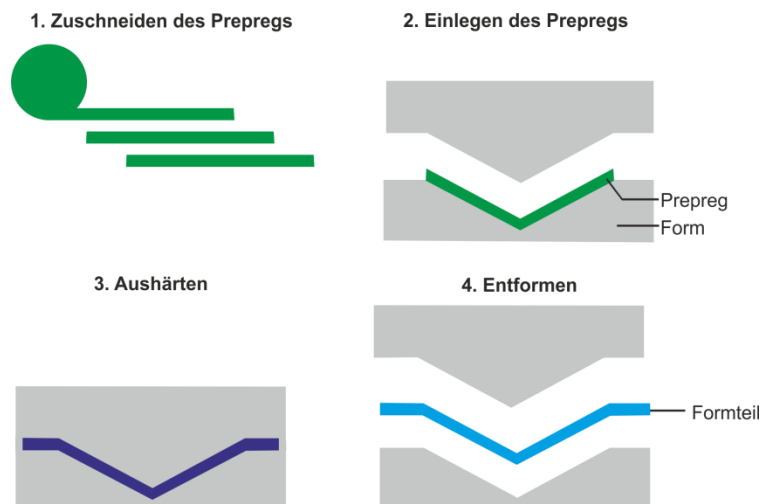 1. Zuschneiden des Prepregs
2. Einlegen des Prepregs
Prepreg
Form
3. Aushärten
4. Entformen
Formteil